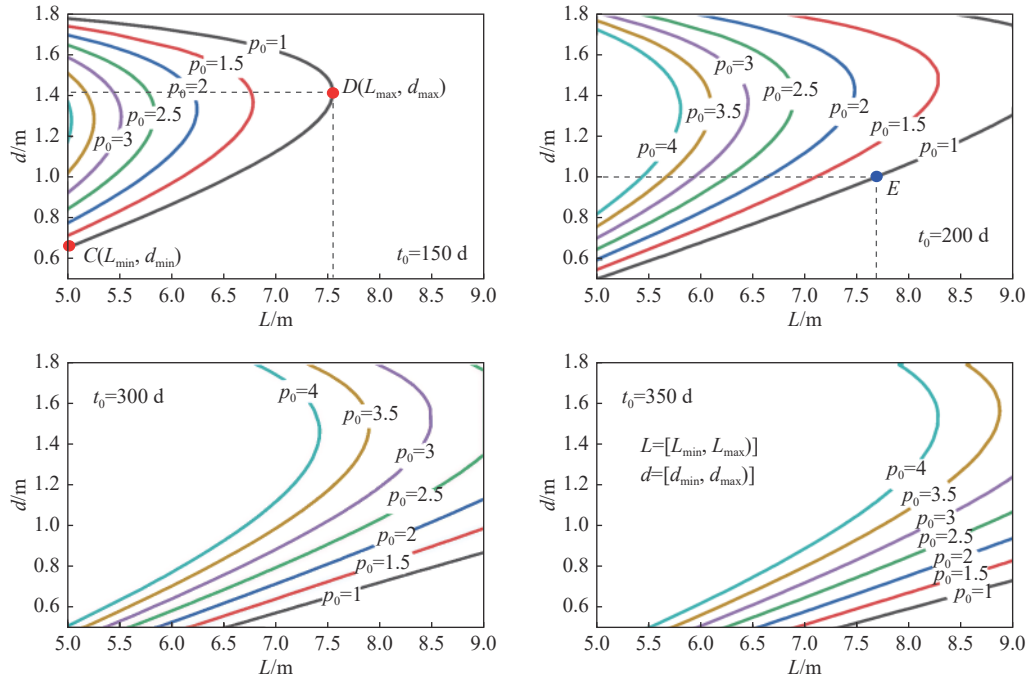 1.8
1.6
1.4
1.2
1.0
0.8
0.6
d/m
p₀=1
p₀=1.5
p₀=2
p₀=2.5
p₀=3
D(Lmax, dmax)
C(Lmin, dmin)
t₀=150 d
5.0 5.5 6.0 6.5 7.0 7.5 8.0 8.5 9.0
L/m
1.8
1.6
1.4
1.2
1.0
0.8
0.6
d/m
p₀=3
p₀=2.5
p₀=3.5
p₀=2
p₀=4
p₀=1.5
p₀=1
E
t₀=200 d
5.0 5.5 6.0 6.5 7.0 7.5 8.0 8.5 9.0
L/m
1.8
1.6
1.4
1.2
1.0
0.8
0.6
d/m
t₀=300 d
p₀=4
p₀=3.5
p₀=3
p₀=2.5
p₀=2
p₀=1.5
p₀=1
5.0 5.5 6.0 6.5 7.0 7.5 8.0 8.5 9.0
L/m
1.8
1.6
1.4
1.2
1.0
0.8
0.6
d/m
t₀=350 d
L=[Lmin, Lmax)]
d=[dmin, dmax)]
p₀=4
p₀=3.5
p₀=3
p₀=2.5
p₀=2
p₀=1.5
p₀=1
5.0 5.5 6.0 6.5 7.0 7.5 8.0 8.5 9.0
L/m